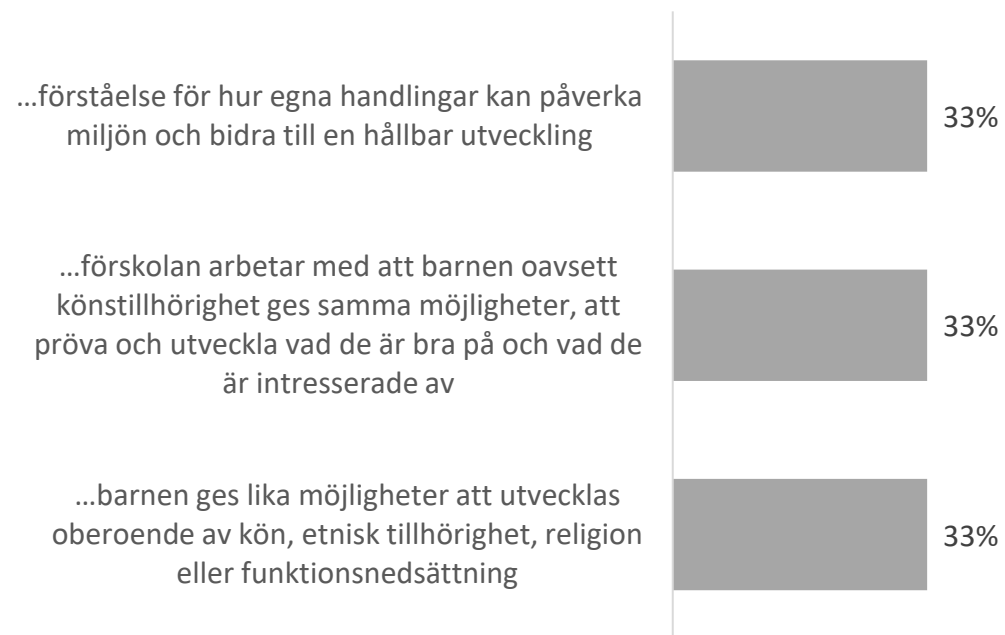 ...förståelse för hur egna handlingar kan påverka
miljön och bidra till en hållbar utveckling
33%
...förskolan arbetar med att barnen oavsett
könstillhörighet ges samma möjligheter, att
pröva och utveckla vad de är bra på och vad de
är intresserade av
33%
...barnen ges lika möjligheter att utvecklas
oberoende av kön, etnisk tillhörighet, religion
eller funktionsnedsättning
33%